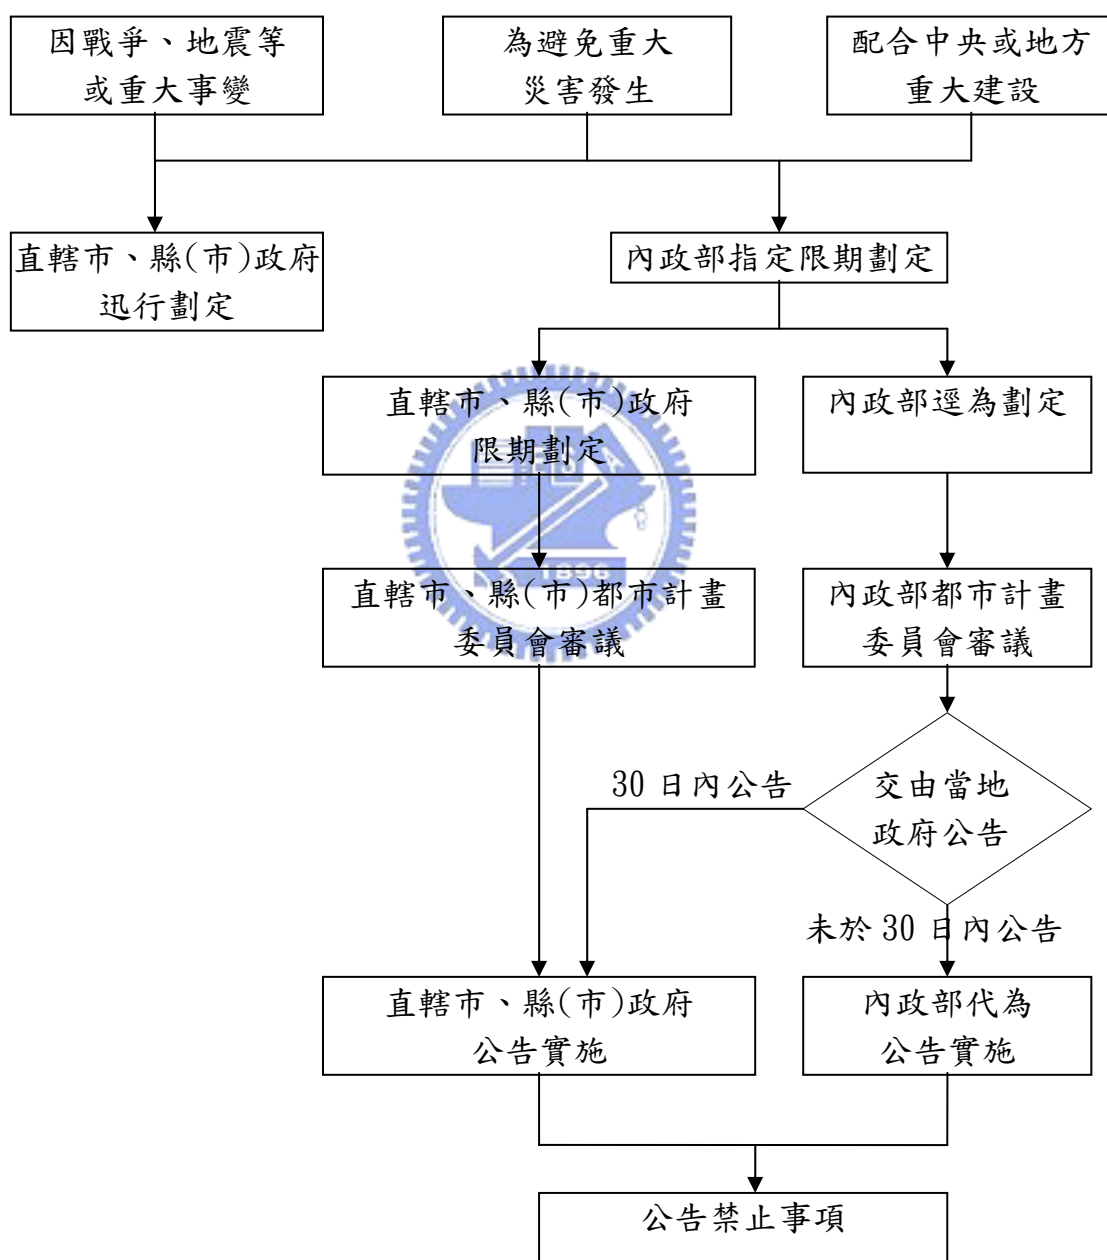 因戰爭、地震等
或重大事變
為避免重大
災害發生
配合中央或地方
重大建設
直轄市、縣(市)政府
迅行劃定
內政部指定限期劃定
直轄市、縣(市)政府
限期劃定
內政部逕為劃定
1896
直轄市、縣(市)都市計畫
委員會審議
內政部都市計畫
委員會審議
30 日內公告
交由當地
政府公告
未於 30 日內公告
直轄市、縣(市)政府
公告實施
內政部代為
公告實施
公告禁止事項